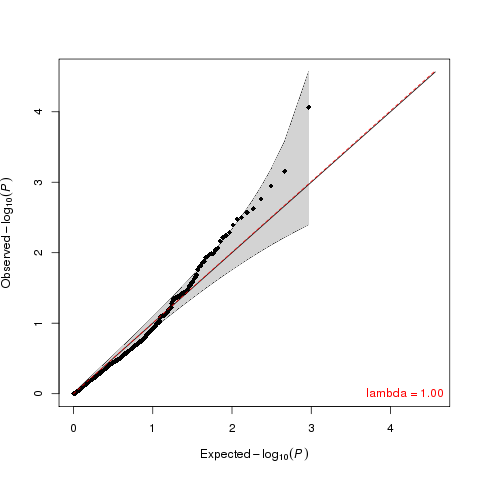 4
3
2
1
0
Observed −log10(P)
lambda = 1.00
0 1 2 3 4
Expected −log10(P)